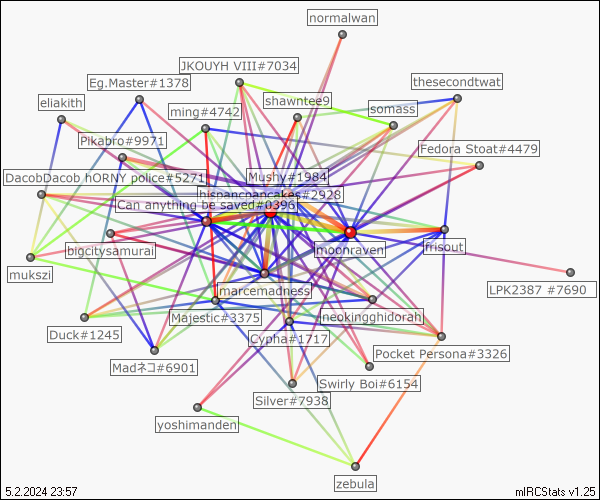 normalwan
JKOUYH VIII#7034
thesecondtwat
Eg.Master#1378
eliakith
shawntee9
ming#4742
somass
Pikabro#9971
Fedora Stoat#4479
DacobDacob hORNY police#5271
Mushy#1984
hispancpancakes#2928
Can anything be saved#0396
bigcitysamurai
moonraven
frisout
mukszi
marcemadness
LPK2387 #7690
Majestic#3375
neokingghidorah
Duck#1245
Cypha#1717
Pocket Persona#3326
Madネコ#6901
Swirly Boi#6154
Silver#7938
yoshimanden
zebula
5.2.2024 23:57
mIRCStats v1.25